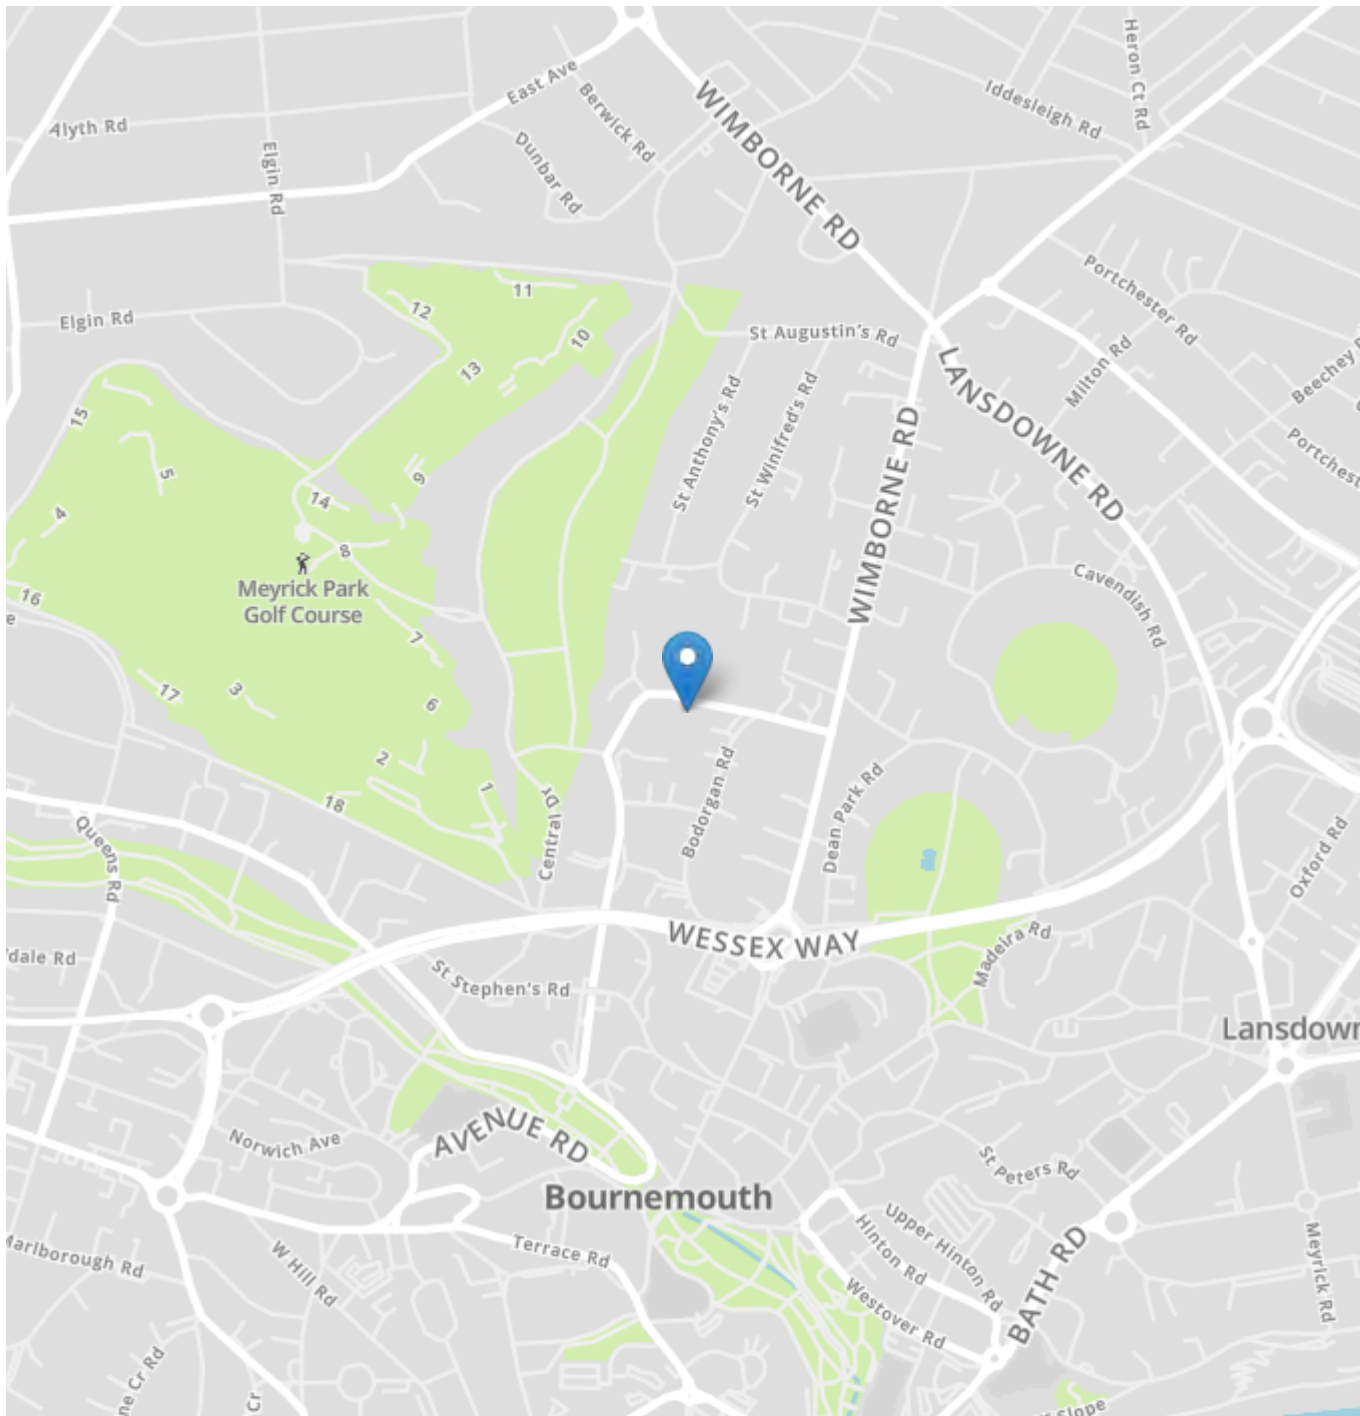 Heron Ct Rd
East Ave
Iddesleigh Rd
Berwick Rd
WIMBORNE RD
Alyth Rd
Dunbar Rd
Elgin Rd
Portchester Rd
11
12
Elgin Rd
10
St Augustin's Rd
13
Milton Rd
Beechey
15
LANSDOWNE RD
St Anthony's Rd
St Winifred's Rd
WIMBORNE RD
Portchest
5
9
14
4
8
Meyrick Park
Golf Course
Cavendish Rd
16
e
7
17
3
6
2
1
18
Central Dr
Bodorgan Rd
Dean Park Rd
Queens Rd
Oxford Rd
WESSEX WAY
Madeira Rd
dale Rd
St Stephen's Rd
Lansdown
Norwich Ave
AVENUE RD
St Peters Rd
Bournemouth
Upper Hinton Rd
Hinton Rd
Marlborough Rd
W Hill Rd
Terrace Rd
Westover Rd
BATH RD
Meyrick Rd
ne Cr Rd
Cr
Slope